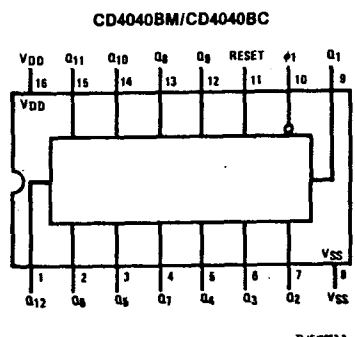 CD4040BM/CD4040BC
VDD Q11 Q10 Q8 Q9 RESET ϕ1 Q1
16 15 14 13 12 11 10 9
VDD
VSS
1 2 3 4 5 6 7 8
Q12 Q6 Q5 Q7 Q4 Q3 Q2 VSS